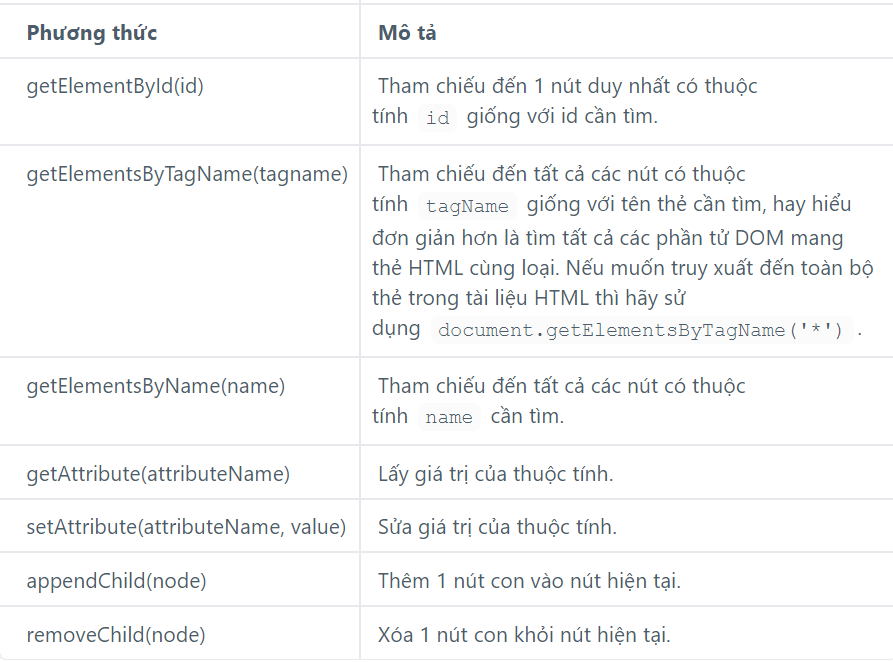 Phương thức Mô tả
getElementById(id) Tham chiếu đến 1 nút duy nhất có thuộc
tính id giống với id cần tìm.
getElementsByTagName(tagname) Tham chiếu đến tất cả các nút có thuộc
tính tagName giống với tên thẻ cần tìm, hay hiểu
đơn giản hơn là tìm tất cả các phần tử DOM mang
thẻ HTML cùng loại. Nếu muốn truy xuất đến toàn bộ
thẻ trong tài liệu HTML thì hãy sử
dụng document.getElementsByTagName('*') .
getElementsByName(name) Tham chiếu đến tất cả các nút có thuộc
tính name cần tìm.
getAttribute(attributeName) Lấy giá trị của thuộc tính.
setAttribute(attributeName, value) Sửa giá trị của thuộc tính.
appendChild(node) Thêm 1 nút con vào nút hiện tại.
removeChild(node) Xóa 1 nút con khỏi nút hiện tại.